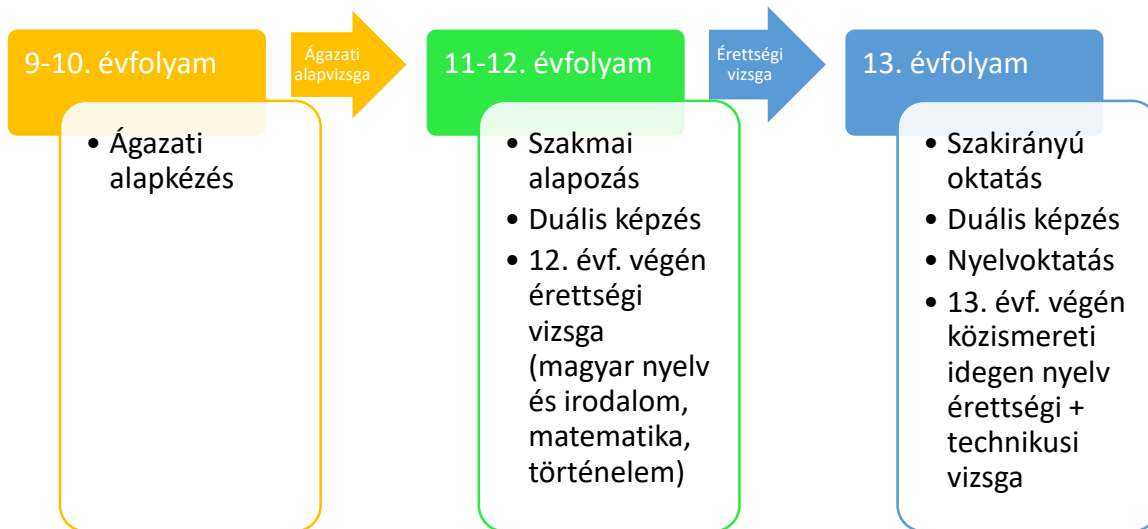 9-10. évfolyam
• Ágazati
alapkézés
Ágazati
alapvizsga
11-12. évfolyam
• Szakmai
alapozás
• Duális képzés
• 12. évf. végén
érettségi
vizsga
(magyar nyelv
és irodalom,
matematika,
történelem)
Érettségi
vizsga
13. évfolyam
• Szakirányú
oktatás
• Duális képzés
• Nyelvoktatás
• 13. évf. végén
közismereti
idegen nyelv
érettségi +
technikusi
vizsga